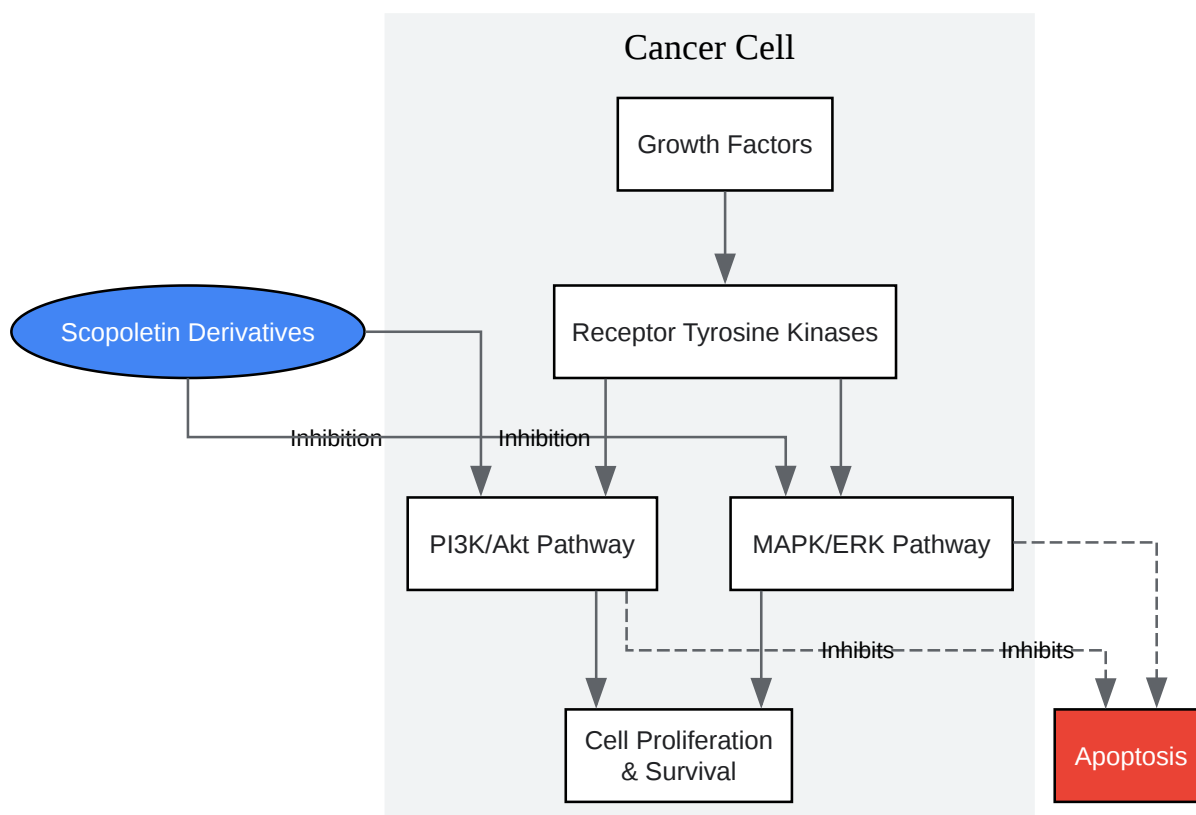 Cancer Cell
Growth Factors
Scopoletin Derivatives
Receptor Tyrosine Kinases
Inhibition
Inhibition
PI3K/Akt Pathway
MAPK/ERK Pathway
Inhibits
Inhibits
Cell Proliferation
& Survival
Apoptosis